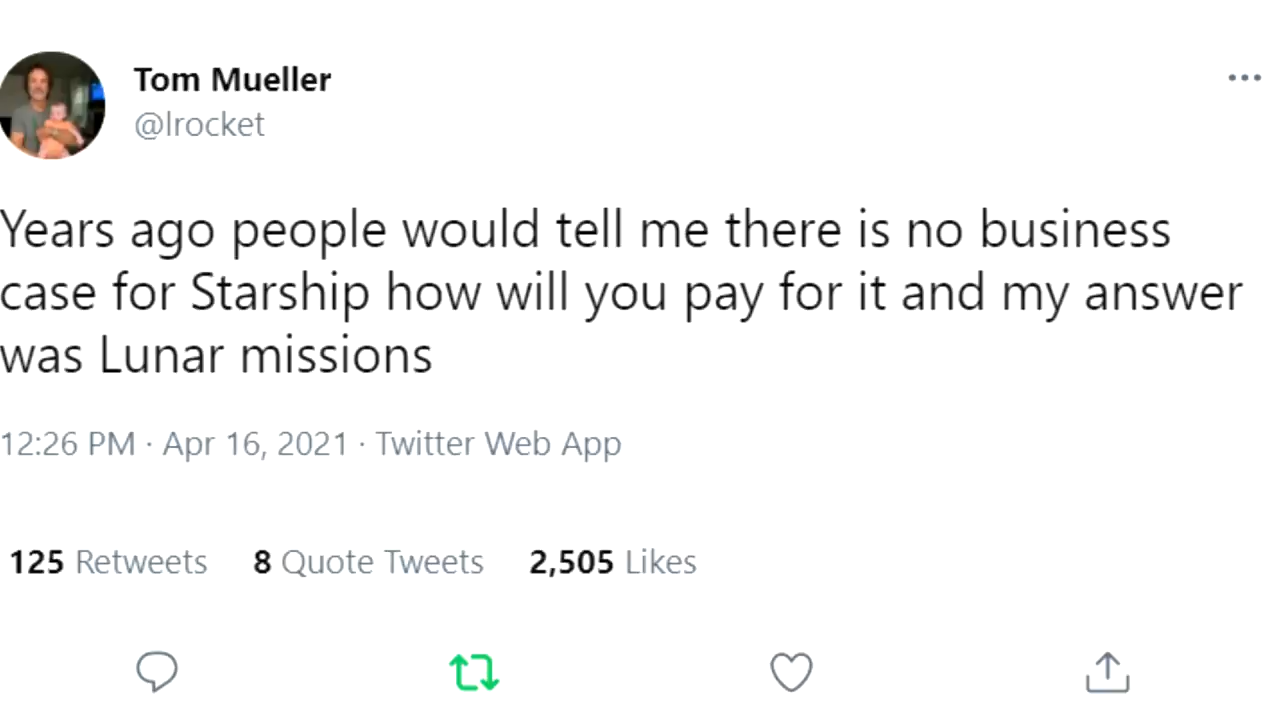 Tom Mueller
@lrocket
Years ago people would tell me there is no business
case for Starship how will you pay for it and my answer
was Lunar missions
12:26 PM · Apr 16, 2021 · Twitter Web App
125 Retweets 8 Quote Tweets 2,505 Likes